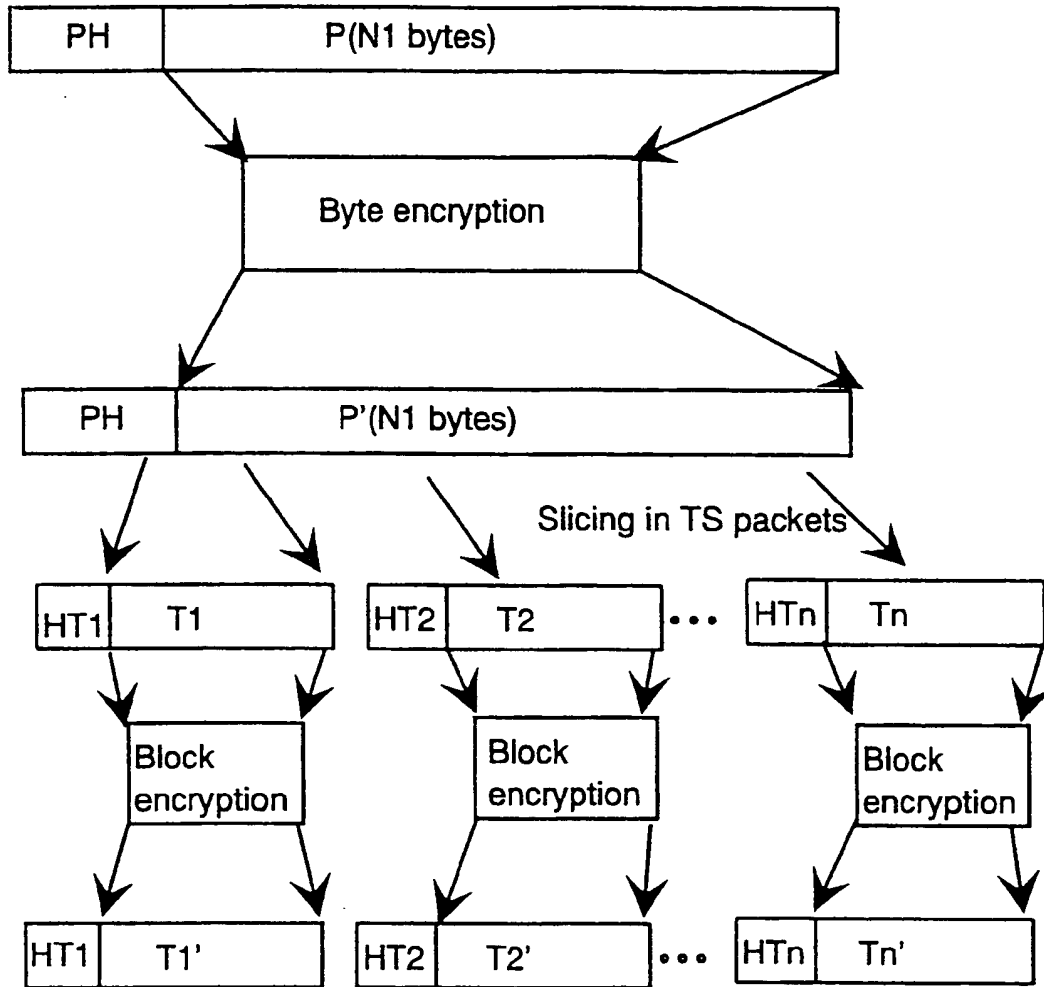 PH P(N1 bytes)
Byte encryption
PH P'(N1 bytes)
Slicing in TS packets
HT1 T1 HT2 T2 ••• HTn Tn
Block
encryption
Block
encryption
Block
encryption
HT1 T1' HT2 T2' ••• HTn Tn'